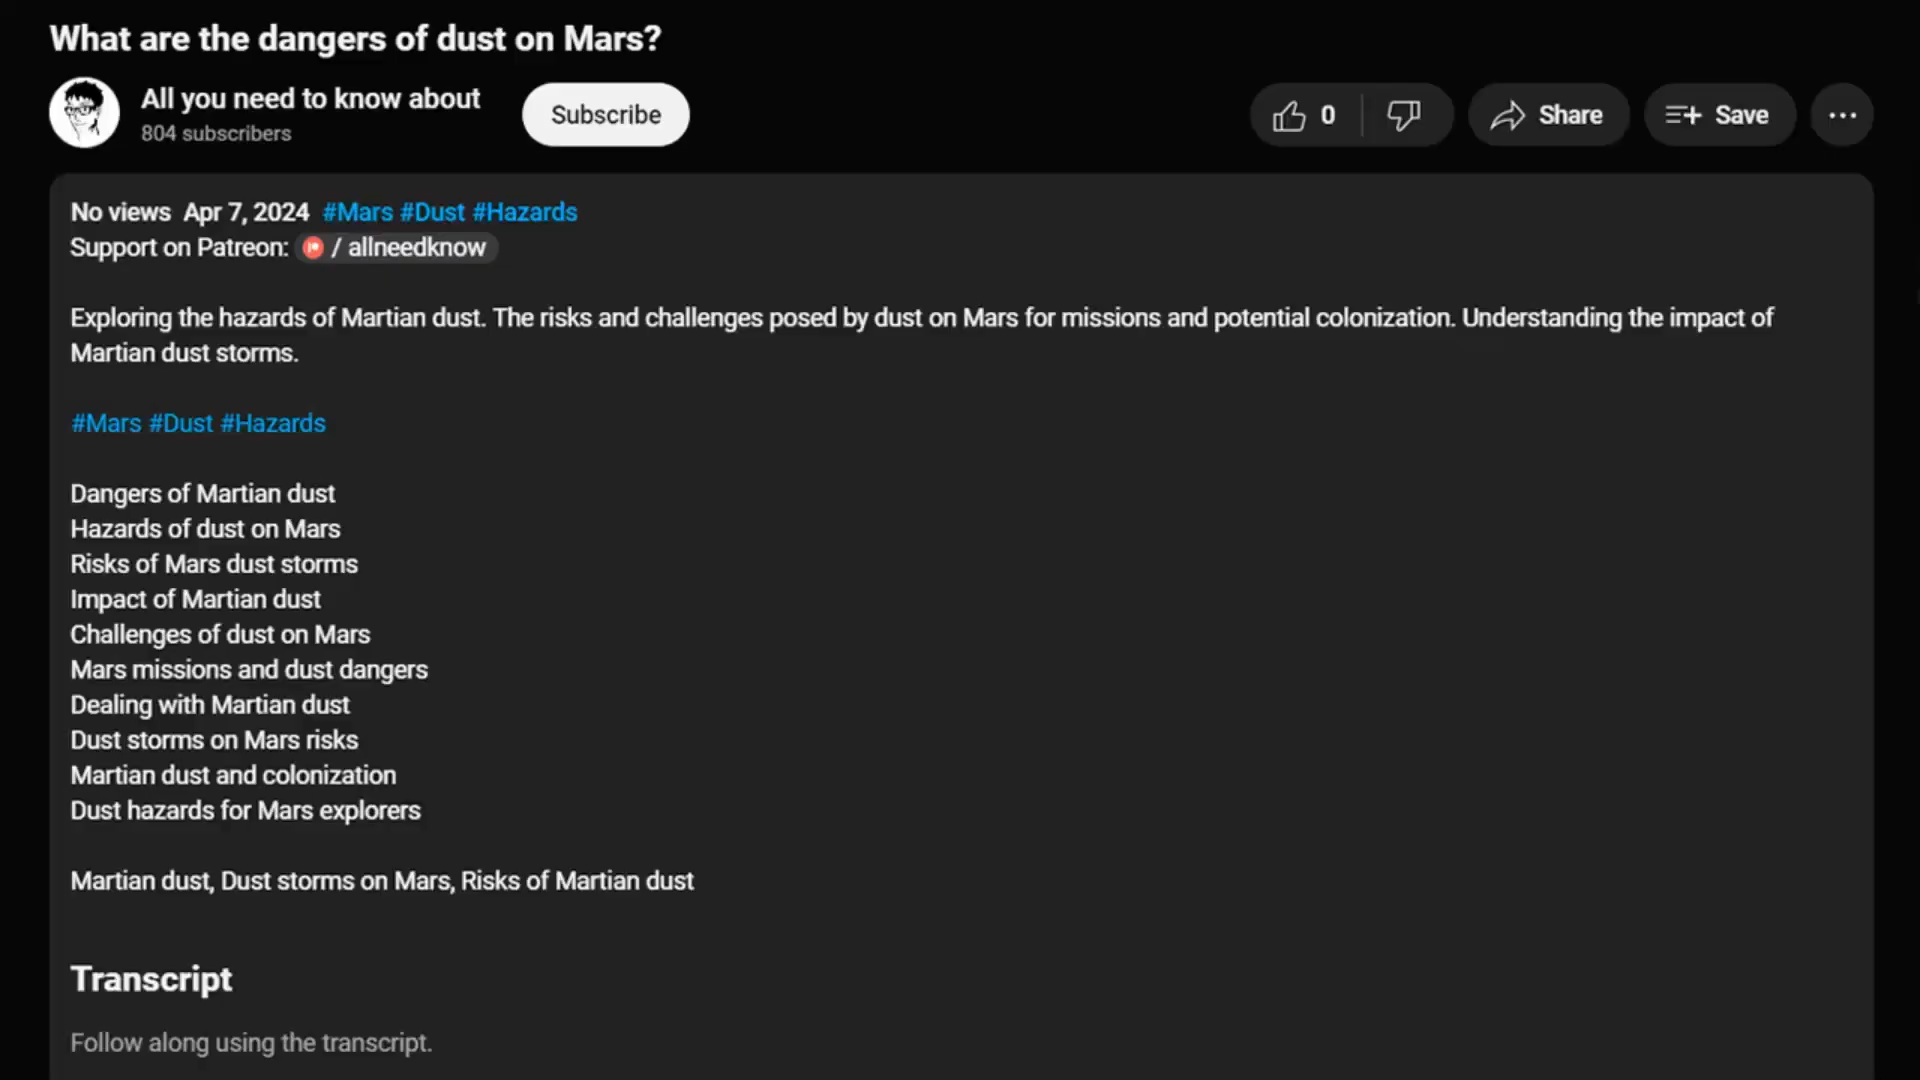 What are the dangers of dust on Mars?
All you need to know about
804 subscribers
Subscribe
0
Share
Save
No views Apr 7, 2024 #Mars #Dust #Hazards
Support on Patreon: / allneedknow
Exploring the hazards of Martian dust. The risks and challenges posed by dust on Mars for missions and potential colonization. Understanding the impact of
Martian dust storms.
#Mars #Dust #Hazards
Dangers of Martian dust
Hazards of dust on Mars
Risks of Mars dust storms
Impact of Martian dust
Challenges of dust on Mars
Mars missions and dust dangers
Dealing with Martian dust
Dust storms on Mars risks
Martian dust and colonization
Dust hazards for Mars explorers
Martian dust, Dust storms on Mars, Risks of Martian dust
Transcript
Follow along using the transcript.